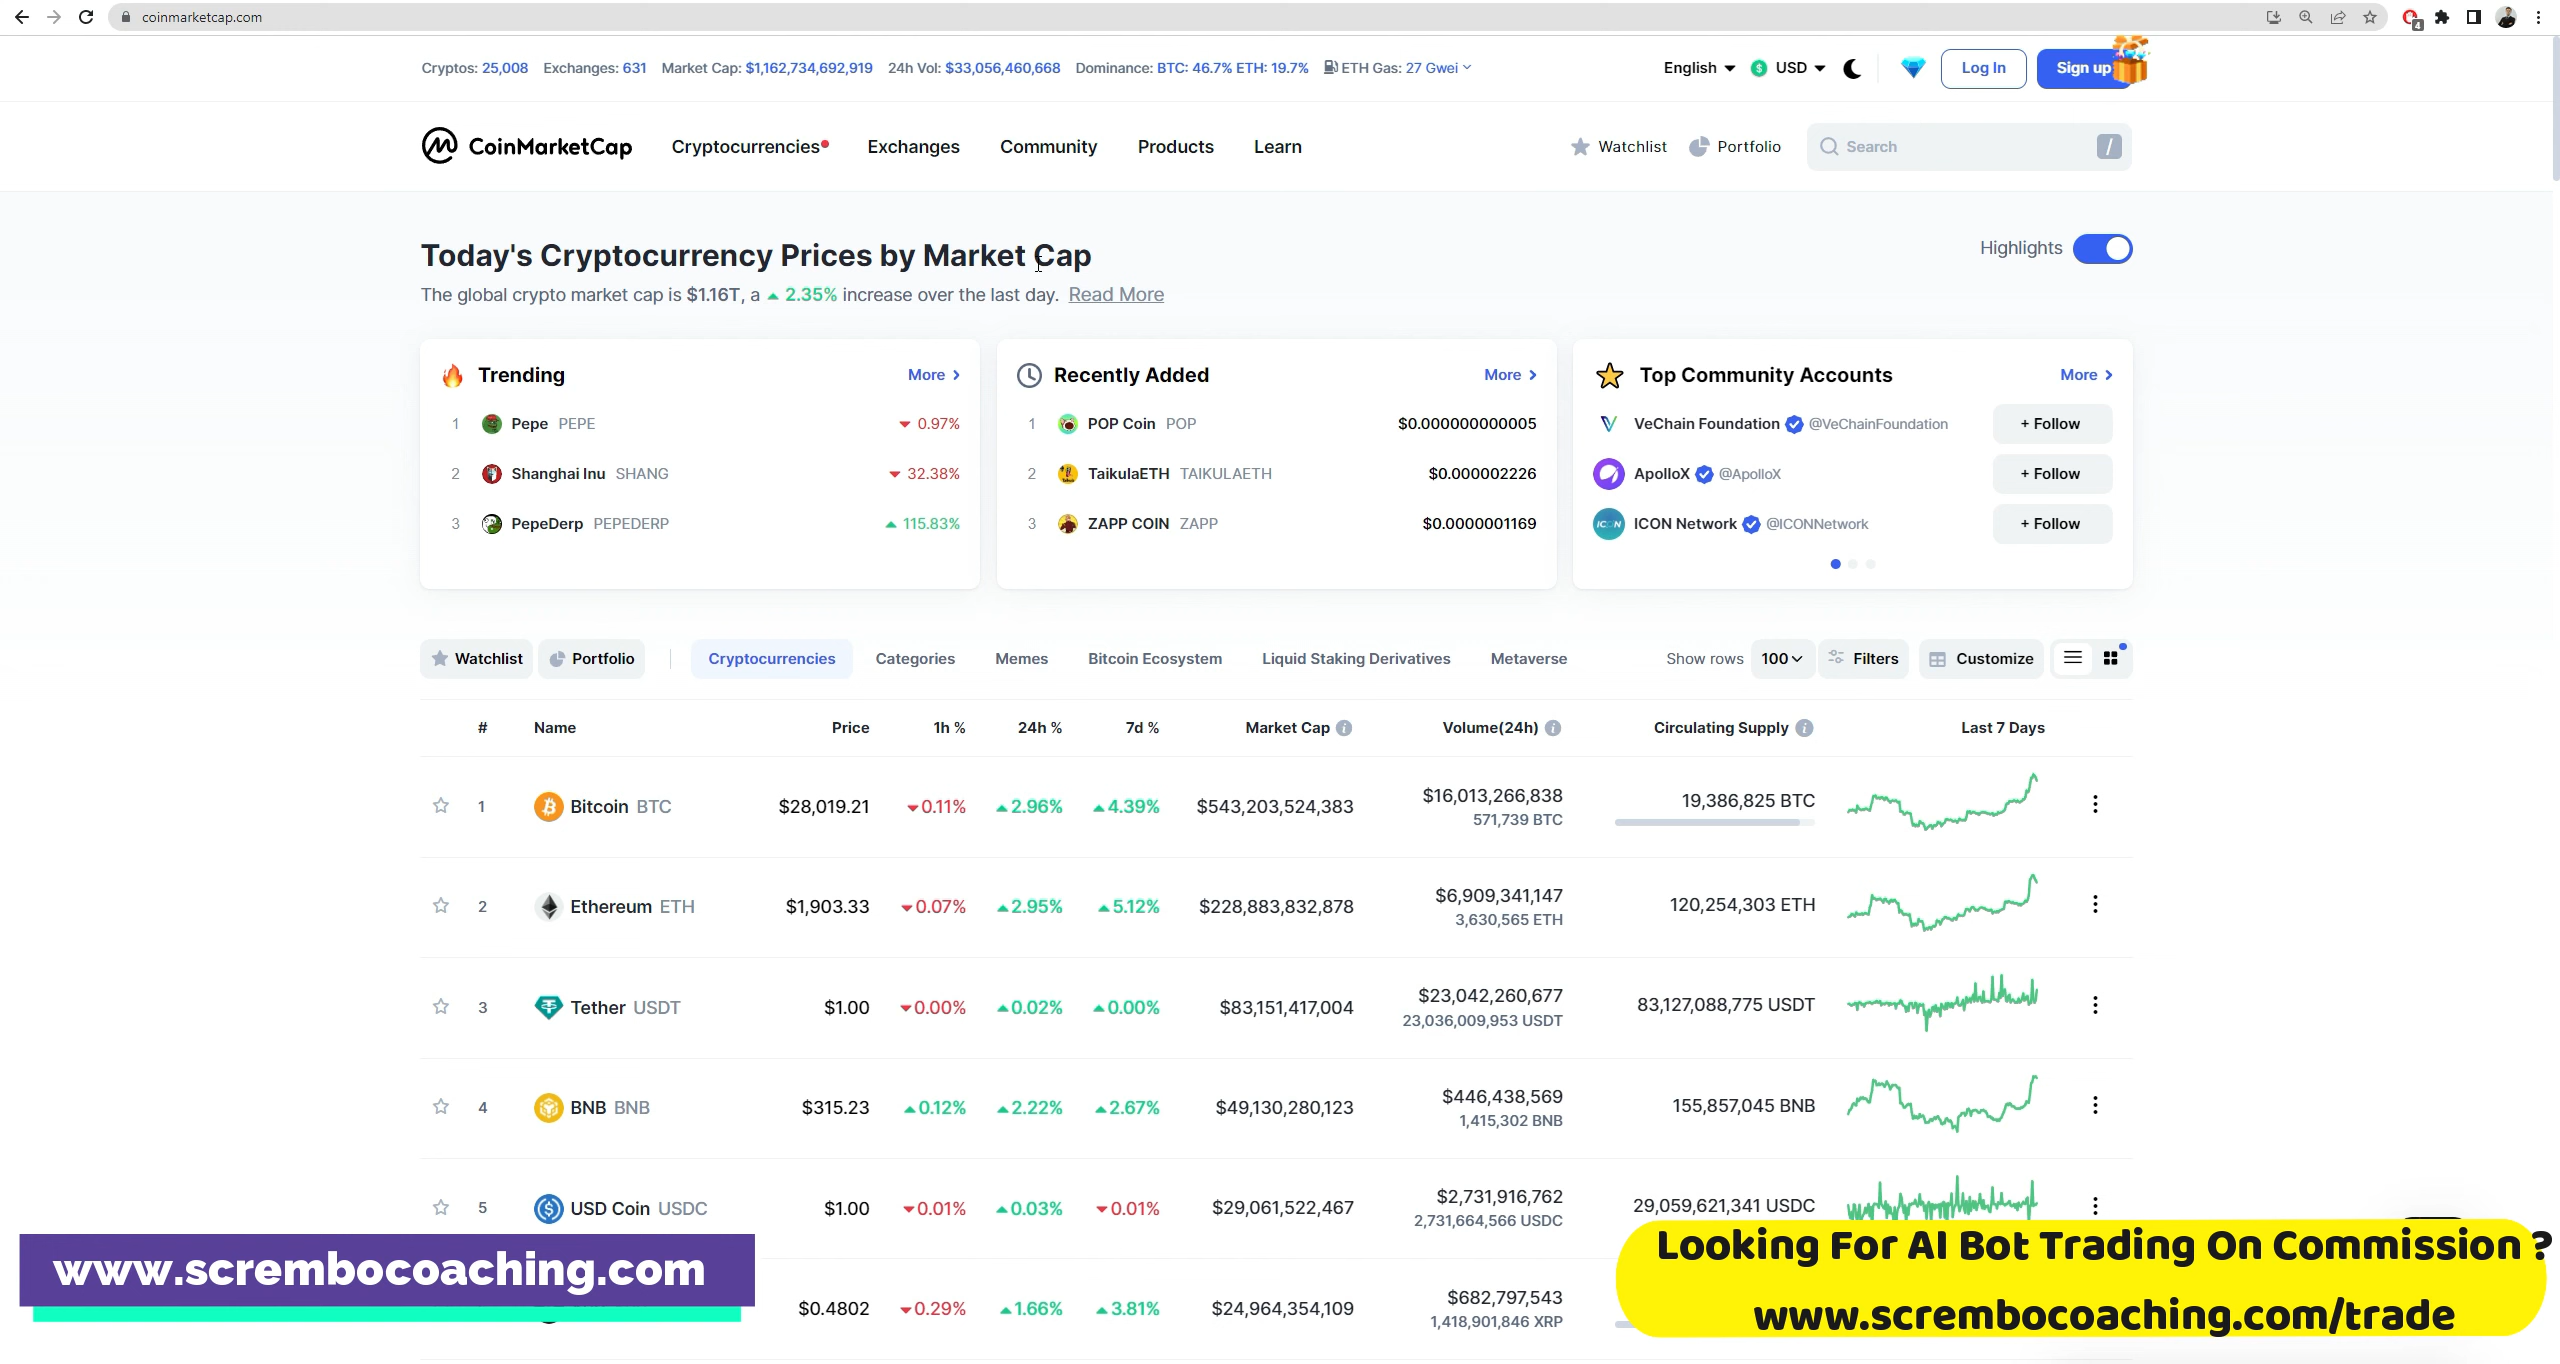 coinmarketcap.com
4
Cryptos: 25,008 Exchanges: 631 Market Cap: $1,162,734,692,919 24h Vol: $33,056,460,668 Dominance: BTC: 46.7% ETH: 19.7% ETH Gas: 27 Gwei English USD Log In Sign up
CoinMarketCap Cryptocurrencies Exchanges Community Products Learn Watchlist Portfolio Search /
Today's Cryptocurrency Prices by Market Cap Highlights
The global crypto market cap is $1.16T, a 2.35% increase over the last day. Read More
Trending More
1 Pepe PEPE 0.97%
2 Shanghai Inu SHANG 32.38%
3 PepeDerp PEPEDERP 115.83%
Recently Added More
1 POP Coin POP $0.000000000005
2 TaikulaETH TAIKULAETH $0.000002226
3 ZAPP COIN ZAPP $0.0000001169
Top Community Accounts More
VeChain Foundation @VeChainFoundation + Follow
ApolloX @ApolloX + Follow
ICON ICON Network @ICONNetwork + Follow
Watchlist Portfolio Cryptocurrencies Categories Memes Bitcoin Ecosystem Liquid Staking Derivatives Metaverse Show rows 100 Filters Customize
# Name Price 1h % 24h % 7d % Market Cap Volume(24h) Circulating Supply Last 7 Days
1 Bitcoin BTC $28,019.21 0.11% 2.96% 4.39% $543,203,524,383 $16,013,266,838 19,386,825 BTC
571,739 BTC
2 Ethereum ETH $1,903.33 0.07% 2.95% 5.12% $228,883,832,878 $6,909,341,147 120,254,303 ETH
3,630,565 ETH
3 Tether USDT $1.00 0.00% 0.02% 0.00% $83,151,417,004 $23,042,260,677 83,127,088,775 USDT
23,036,009,953 USDT
4 BNB BNB $315.23 0.12% 2.22% 2.67% $49,130,280,123 $446,438,569 155,857,045 BNB
1,415,302 BNB
5 USD Coin USDC $1.00 0.01% 0.03% 0.01% $29,061,522,467 $2,731,916,762 29,059,621,341 USDC
2,731,664,566 USDC
$0.4802 0.29% 1.66% 3.81% $24,964,354,109 $682,797,543
1,418,901,846 XRP
www.scrembocoaching.com
Looking For AI Bot Trading On Commission ?
www.scrembocoaching.com/trade